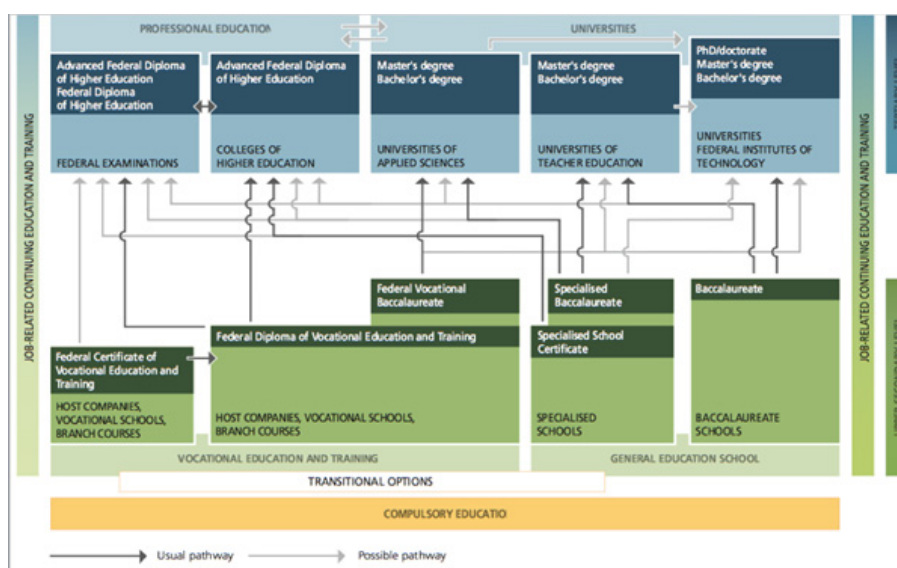 PROFESSIONAL EDUCATION
UNIVERSITIES
Advanced Federal Diploma
of Higher Education
Federal Diploma
of Higher Education
FEDERAL EXAMINATIONS
Advanced Federal Diploma
of Higher Education
COLLEGES OF
HIGHER EDUCATION
Master's degree
Bachelor's degree
UNIVERSITIES OF
APPLIED SCIENCES
Master's degree
Bachelor's degree
UNIVERSITIES OF
TEACHER EDUCATION
PhD/doctorate
Master's degree
Bachelor's degree
UNIVERSITIES
FEDERAL INSTITUTES OF
TECHNOLOGY
JOB-RELATED CONTINUING EDUCATION AND TRAINING
JOB-RELATED CONTINUING EDUCATION AND TRAINING
Federal Vocational
Baccalaureate
Specialised
Baccalaureate
Baccalaureate
Federal Diploma of Vocational Education and Training
Specialised School
Certificate
Federal Certificate of
Vocational Education and
Training
HOST COMPANIES,
VOCATIONAL SCHOOLS,
BRANCH COURSES
HOST COMPANIES, VOCATIONAL SCHOOLS,
BRANCH COURSES
SPECIALISED
SCHOOLS
BACCALAUREATE
SCHOOLS
VOCATIONAL EDUCATION AND TRAINING
GENERAL EDUCATION SCHOOL
TRANSITIONAL OPTIONS
COMPULSORY EDUCATIO
Usual pathway
Possible pathway